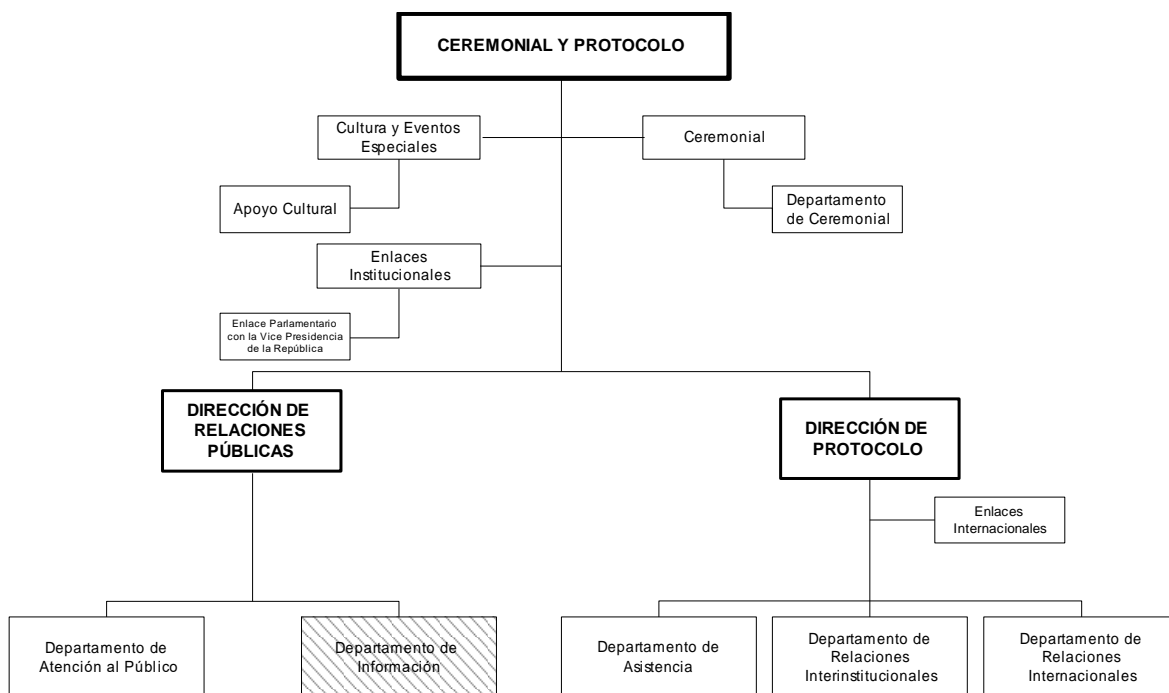 CEREMONIAL Y PROTOCOLO
Cultura y Eventos
Especiales
Ceremonial
Apoyo Cultural
Departamento
de Ceremonial
Enlaces
Institucionales
Enlace Parlamentario
con la Vice Presidencia
de la República
DIRECCIÓN DE
RELACIONES
PÚBLICAS
DIRECCIÓN DE
PROTOCOLO
Enlaces
Internacionales
Departamento de
Atención al Público
Departamento de
Información
Departamento de
Asistencia
Departamento de
Relaciones
Interinstitucionales
Departamento de
Relaciones
Internacionales